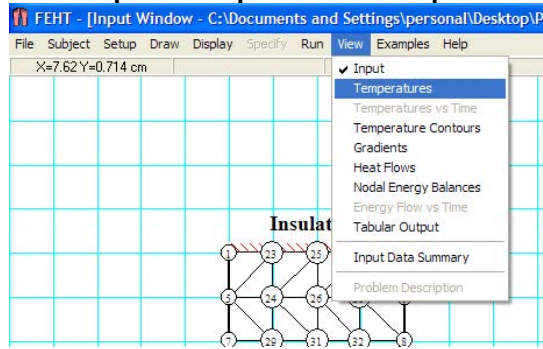 FEHT - [Input Window - C:\Documents and Settings\personal\Desktop\P
File Subject Setup Draw Display Specify Run View Examples Help
X=7.62 Y=0.714 cm
Input
Temperatures
Temperatures vs Time
Temperature Contours
Gradients
Heat Flows
Nodal Energy Balances
Energy Flow vs Time
Tabular Output
Input Data Summary
Problem Description
Insulat
1 23 25
5 24 26
7 29 31 32 8